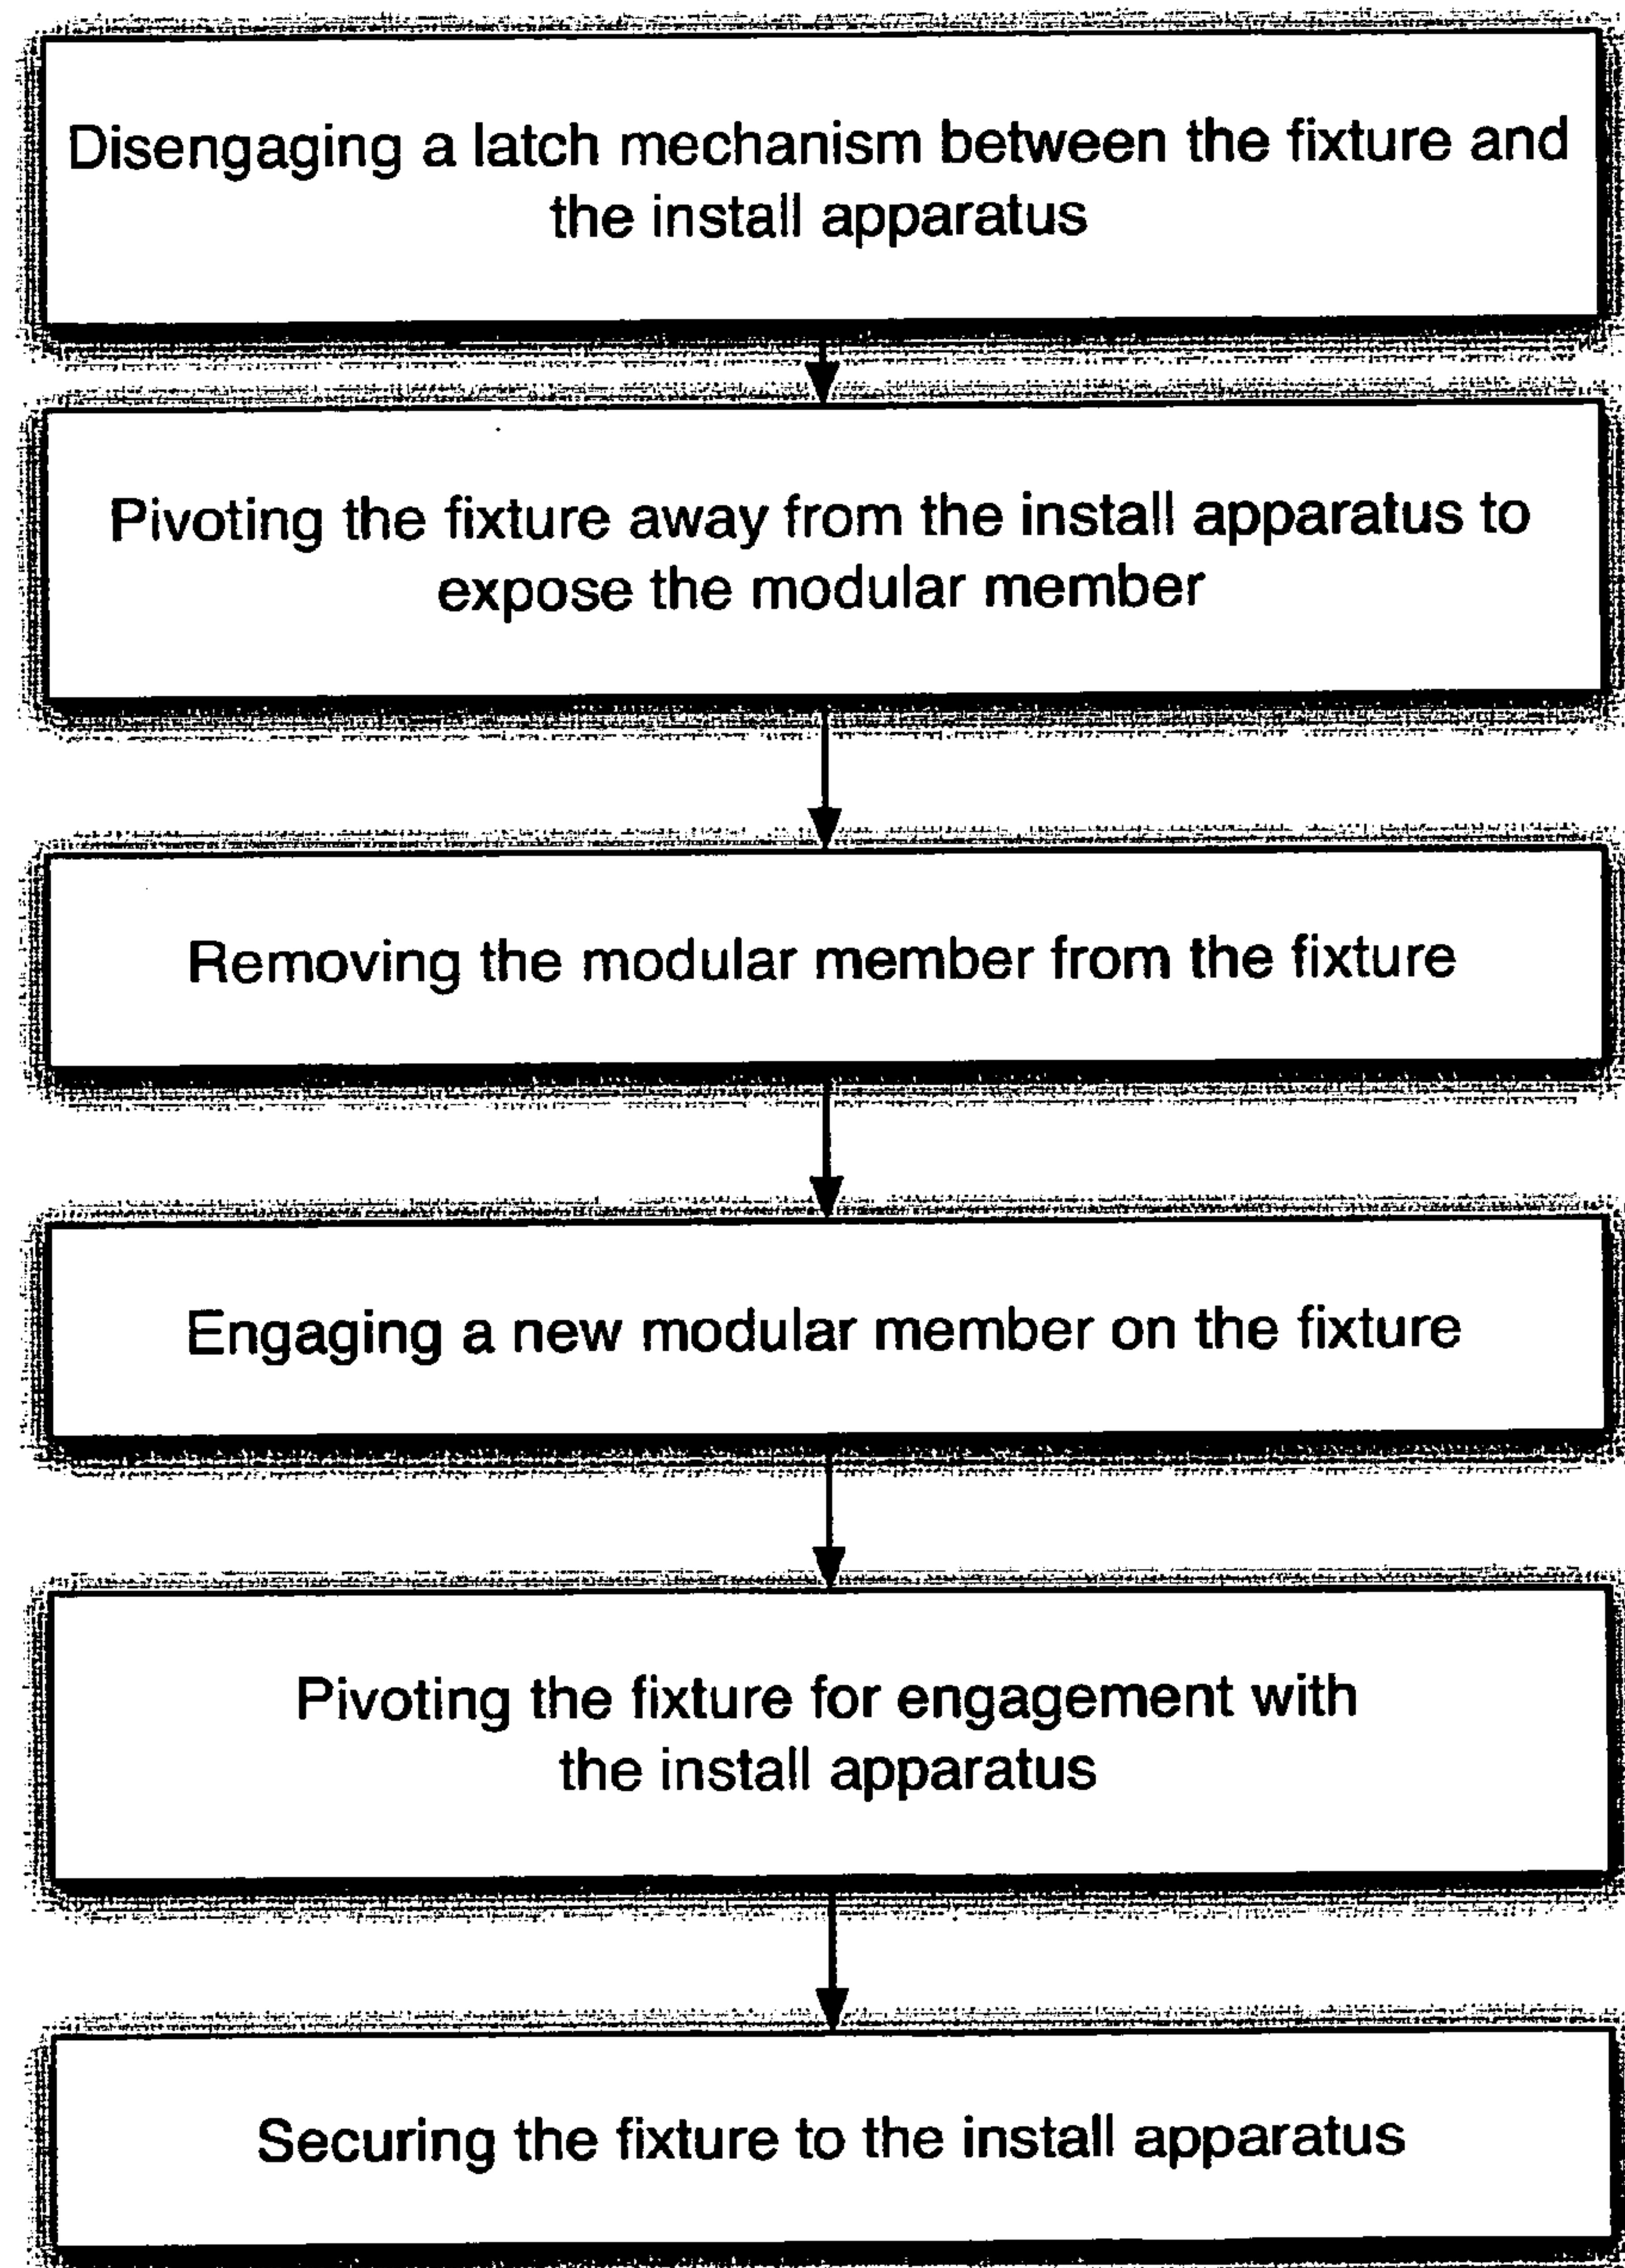 Disengaging a latch mechanism between the fixture and
the install apparatus
Pivoting the fixture away from the install apparatus to
expose the modular member
Removing the modular member from the fixture
Engaging a new modular member on the fixture
Pivoting the fixture for engagement with
the install apparatus
Securing the fixture to the install apparatus